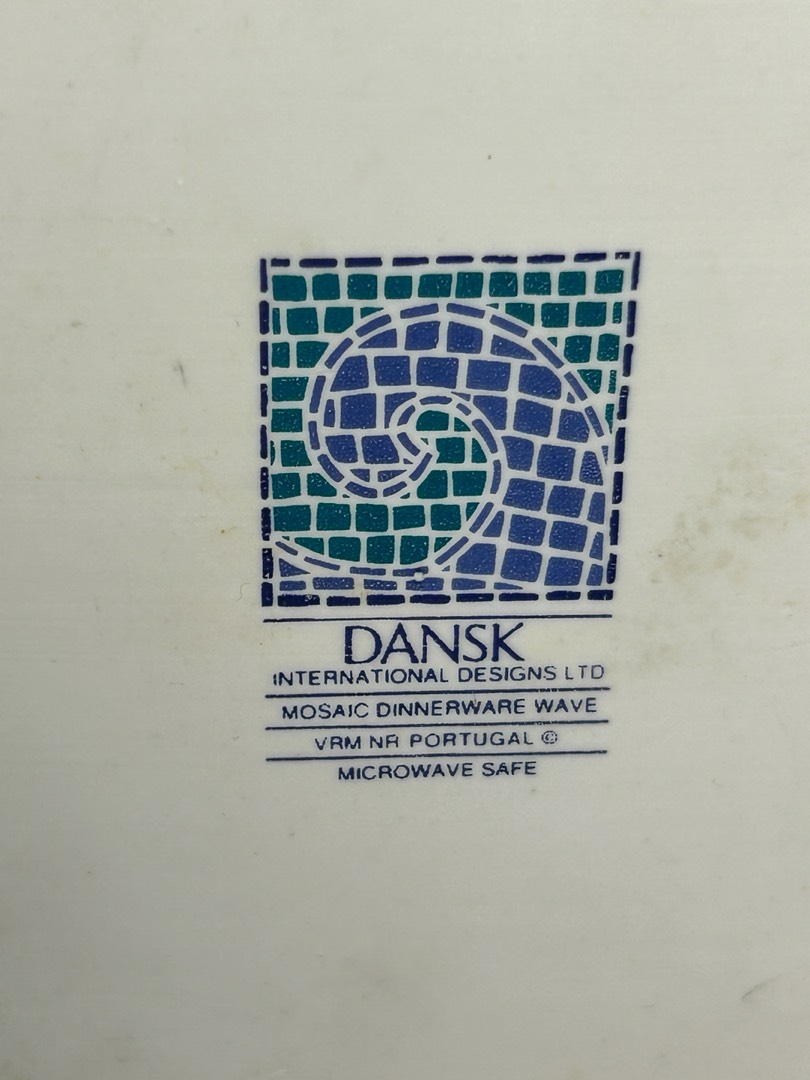 DANSK
INTERNATIONAL DESIGNS LTD
MOSAIC DINNERWARE WAVE
VRM NR PORTUGAL ©
MICROWAVE SAFE